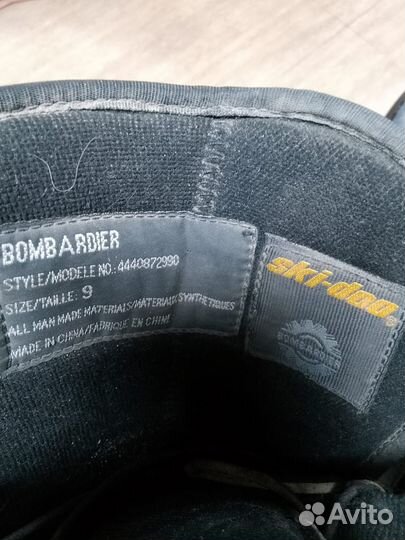 BOMBARDIER
STYLE/MODELE NO.:4440872990
SIZE/TAILLE: 9
ALL MAN MADE MATERIALS/MATERIAUX SYNTHETIQUES
MADE IN CHINA/FABRIQUE EN CHINE
ski-doo®
Avito